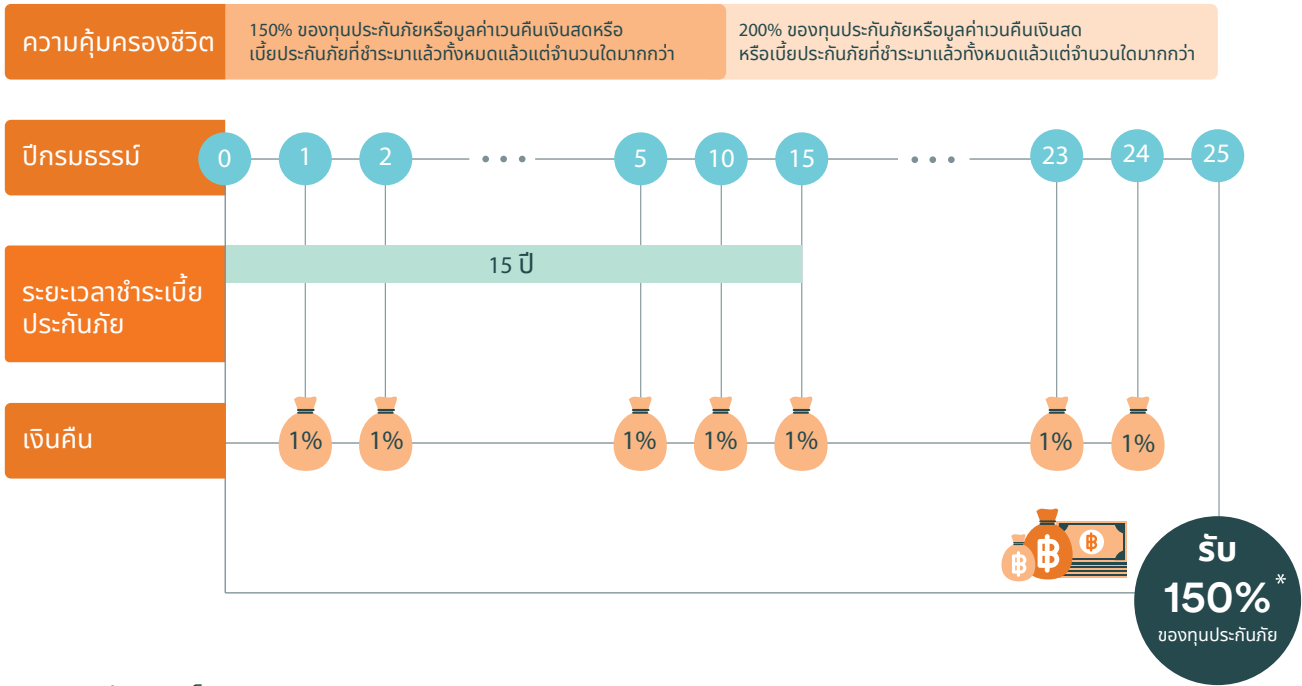 ความคุ้มครองชีวิต
150% ของทุนประกันภัยหรือมูลค่าเวนคืนเงินสดหรือ
เบี้ยประกันภัยที่ชำระมาแล้วทั้งหมดแล้วแต่จำนวนใดมากกว่า
200% ของทุนประกันภัยหรือมูลค่าเวนคืนเงินสด
หรือเบี้ยประกันภัยที่ชำระมาแล้วทั้งหมดแล้วแต่จำนวนใดมากกว่า
ปีกรมธรรม์
0 1 2 ••• 5 10 15 ••• 23 24 25
ระยะเวลาชำระเบี้ย
ประกันภัย
15 ปี
เงินคืน
1% 1% 1% 1% 1% 1% 1%
฿ ฿ ฿
รับ
150%*
ของทุนประกันภัย